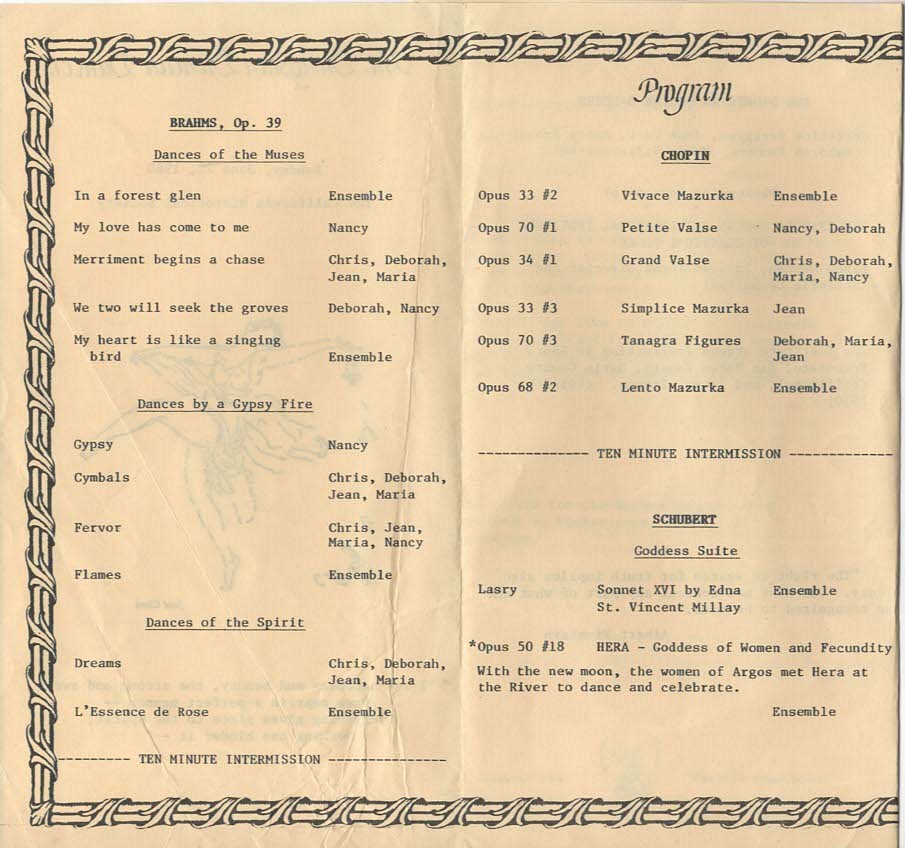 BRAHMS, Op. 39
Dances of the Muses
In a forest glen Ensemble
My love has come to me Nancy
Merriment begins a chase Chris, Deborah,
Jean, Maria
We two will seek the groves Deborah, Nancy
My heart is like a singing
bird Ensemble
Dances by a Gypsy Fire
Gypsy Nancy
Cymbals Chris, Deborah,
Jean, Maria
Fervor Chris, Jean,
Maria, Nancy
Flames Ensemble
Dances of the Spirit
Dreams Chris, Deborah,
Jean, Maria
L'Essence de Rose Ensemble
--------- TEN MINUTE INTERMISSION ---------------
Program
CHOPIN
Opus 33 #2 Vivace Mazurka Ensemble
Opus 70 #1 Petite Valse Nancy, Deborah
Opus 34 #1 Grand Valse Chris, Deborah,
Maria, Nancy
Opus 33 #3 Simplice Mazurka Jean
Opus 70 #3 Tanagra Figures Deborah, Maria,
Jean
Opus 68 #2 Lento Mazurka Ensemble
-------------- TEN MINUTE INTERMISSION -------------
SCHUBERT
Goddess Suite
Lasry Sonnet XVI by Edna Ensemble
St. Vincent Millay
*Opus 50 #18 HERA - Goddess of Women and Fecundity
With the new moon, the women of Argos met Hera at
the River to dance and celebrate.
Ensemble